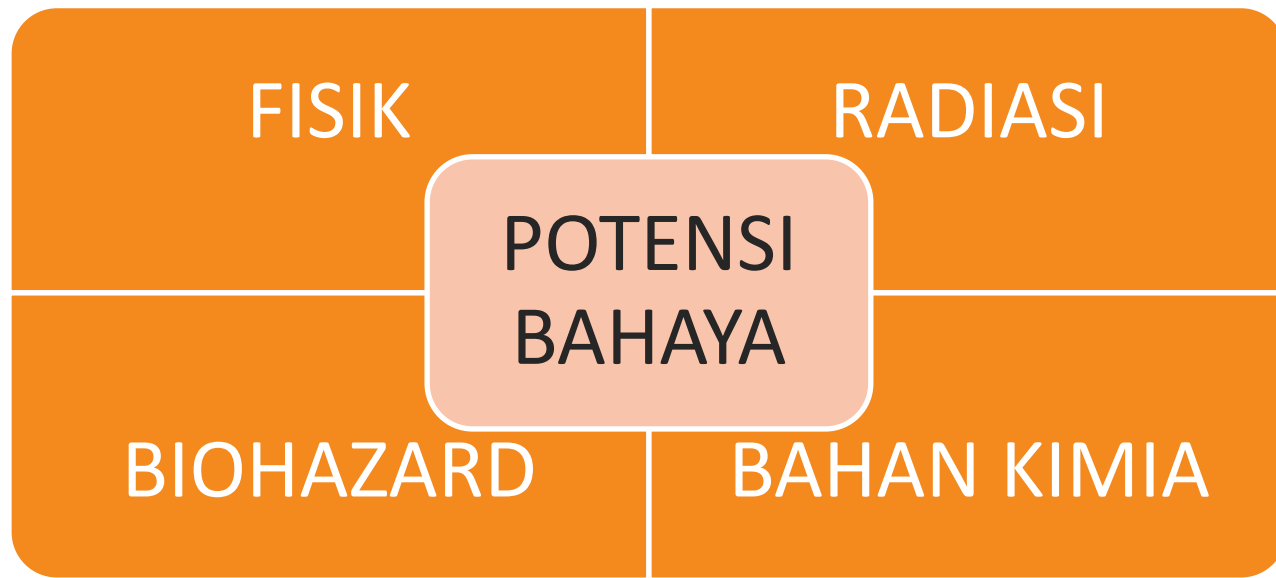 FISIK
RADIASI
POTENSI
BAHAYA
BIOHAZARD
BAHAN KIMIA